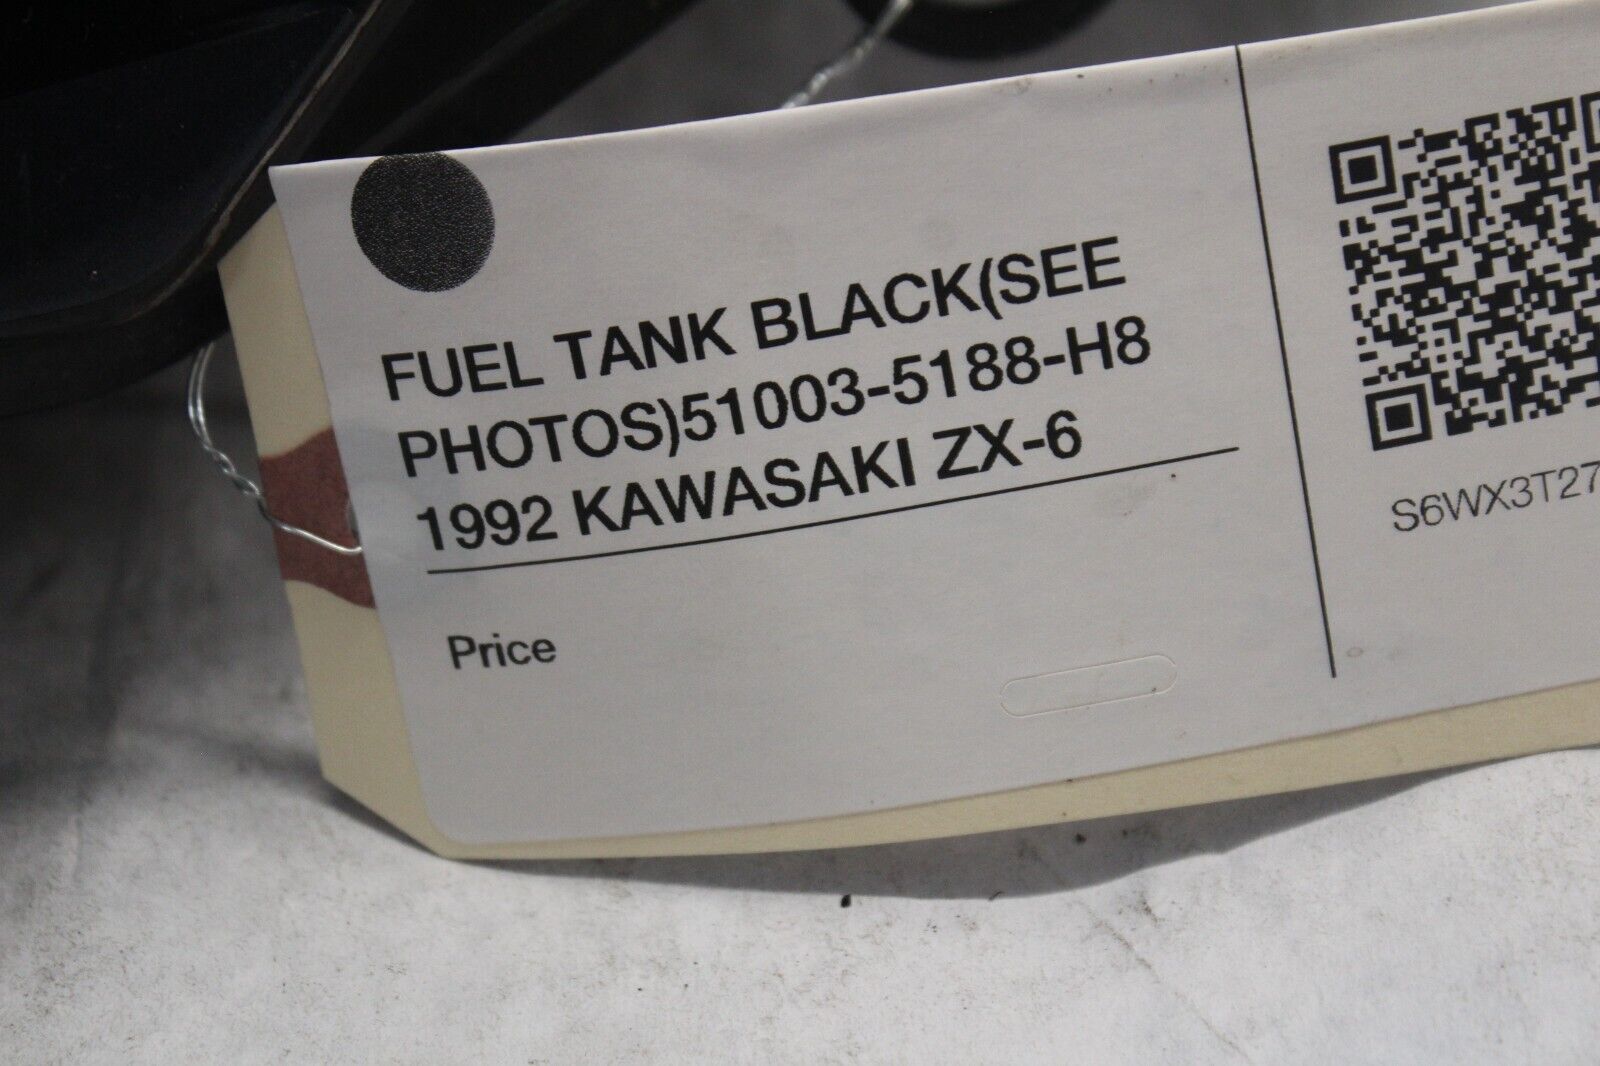 FUEL TANK BLACK(SEE
PHOTOS)51003-5188-H8
1992 KAWASAKI ZX-6
Price
S6WX3T27